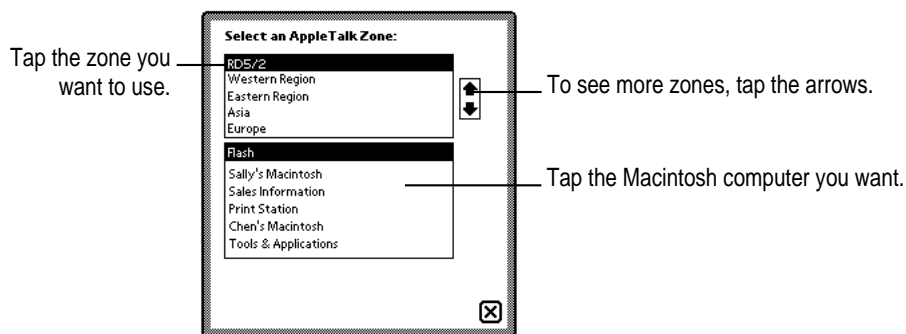 Select an AppleTalk Zone:
Tap the zone you
want to use.
RD5/2
Western Region
Eastern Region
Asia
Europe
To see more zones, tap the arrows.
Flash
Sally's Macintosh
Sales Information
Print Station
Chen's Macintosh
Tools & Applications
Tap the Macintosh computer you want.